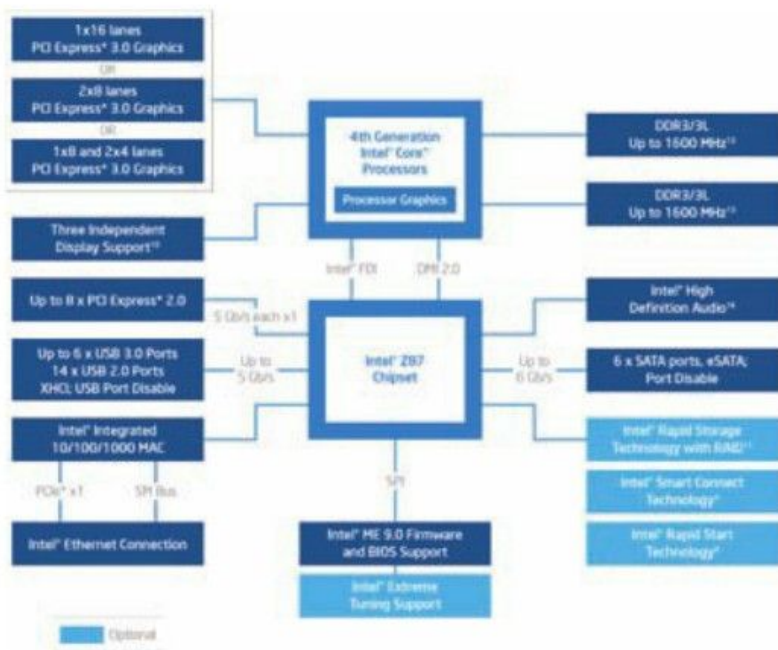 1x16 lanes
PCI Express* 3.0 Graphics
OR
2x8 lanes
PCI Express* 3.0 Graphics
OR
1x8 and 2x4 lanes
PCI Express* 3.0 Graphics
4th Generation
Intel® Core™
Processors
Processor Graphics
DDR3/3L
Up to 1600 MHz
DDR3/3L
Up to 1600 MHz
Three Independent
Display Support
Intel® FDI
DMI 2.0
Up to 8 x PCI Express* 2.0
5 Gb/s each x1
Intel® High
Definition Audio
Up to 6 x USB 3.0 Ports
14 x USB 2.0 Ports
XHCI; USB Port Disable
Up to
5 Gb/s
Intel® Z87
Chipset
Up to
6 Gb/s
6 x SATA ports, eSATA;
Port Disable
Intel® Integrated
10/100/1000 MAC
Intel® Rapid Storage
Technology with RAID
PCIe* x1
SM Bus
SPI
Intel® Smart Connect
Technology
Intel® Ethernet Connection
Intel® ME 9.0 Firmware
and BIOS Support
Intel® Rapid Start
Technology
Intel® Extreme
Tuning Support
Optional